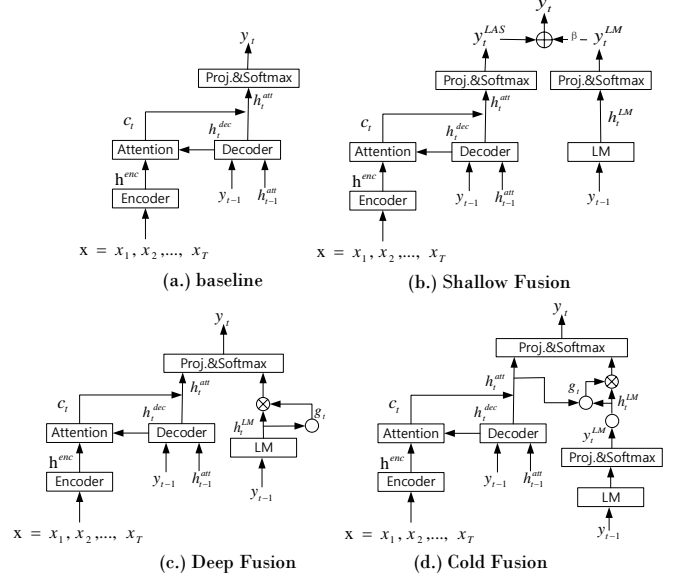 y_t
Proj.&Softmax
h_t^{att}
c_t
h_t^{dec}
Attention
Decoder
h^{enc}
Encoder
y_{t-1}
h_{t-1}^{att}
x = x_1, x_2,..., x_T
(a.) baseline
y_t
y_t^{LAS}
β
y_t^{LM}
Proj.&Softmax
Proj.&Softmax
h_t^{att}
c_t
h_t^{dec}
h_t^{LM}
Attention
Decoder
LM
h^{enc}
Encoder
y_{t-1}
h_{t-1}^{att}
y_{t-1}
x = x_1, x_2,..., x_T
(b.) Shallow Fusion
y_t
Proj.&Softmax
h_t^{att}
c_t
h_t^{dec}
h_t^{LM}
g_t
Attention
Decoder
LM
h^{enc}
Encoder
y_{t-1}
h_{t-1}^{att}
y_{t-1}
x = x_1, x_2,..., x_T
(c.) Deep Fusion
y_t
Proj.&Softmax
h_t^{att}
g_t
c_t
h_t^{dec}
h_t^{LM}
Attention
Decoder
y_t^{LM}
h^{enc}
Proj.&Softmax
Encoder
y_{t-1}
h_{t-1}^{att}
LM
y_{t-1}
x = x_1, x_2,..., x_T
(d.) Cold Fusion